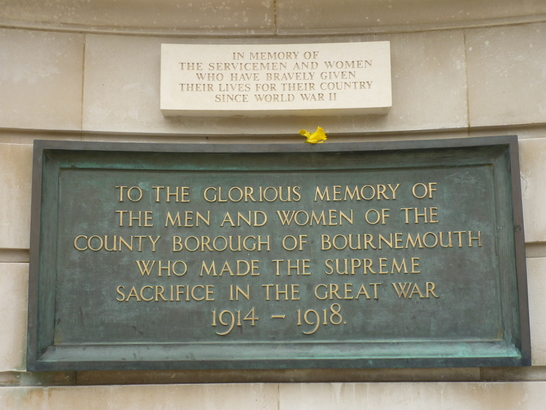 IN MEMORY OF
THE SERVICEMEN AND WOMEN
WHO HAVE BRAVELY GIVEN
THEIR LIVES FOR THEIR COUNTRY
SINCE WORLD WAR II
TO THE GLORIOUS MEMORY OF
THE MEN AND WOMEN OF THE
COUNTY BOROUGH OF BOURNEMOUTH
WHO MADE THE SUPREME
SACRIFICE IN THE GREAT WAR
1914 – 1918.